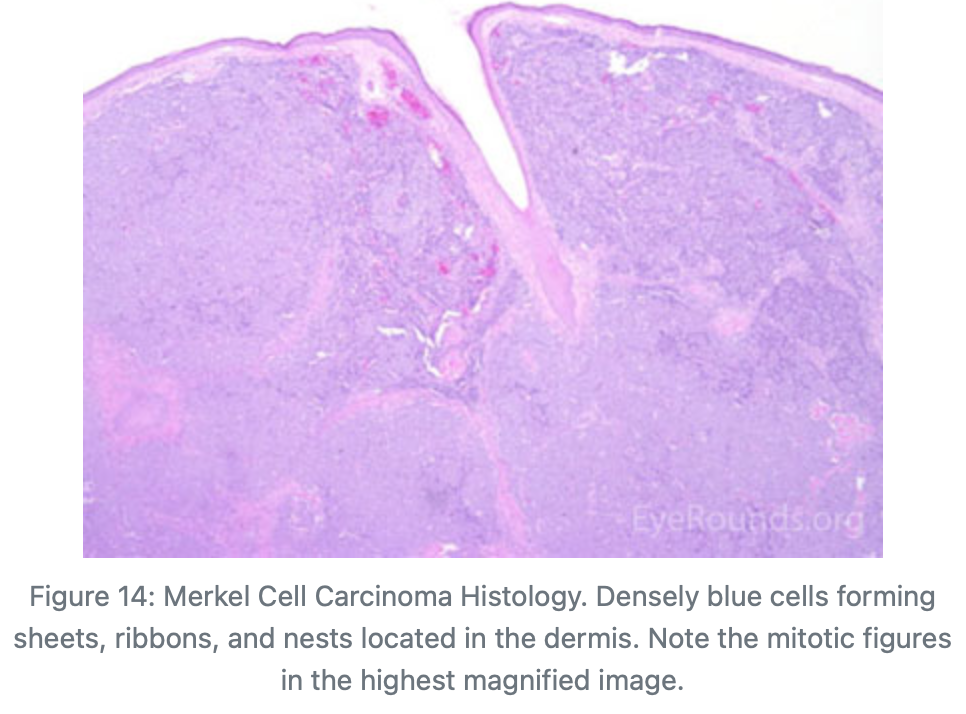 EyeRounds.org
Figure 14: Merkel Cell Carcinoma Histology. Densely blue cells forming
sheets, ribbons, and nests located in the dermis. Note the mitotic figures
in the highest magnified image.